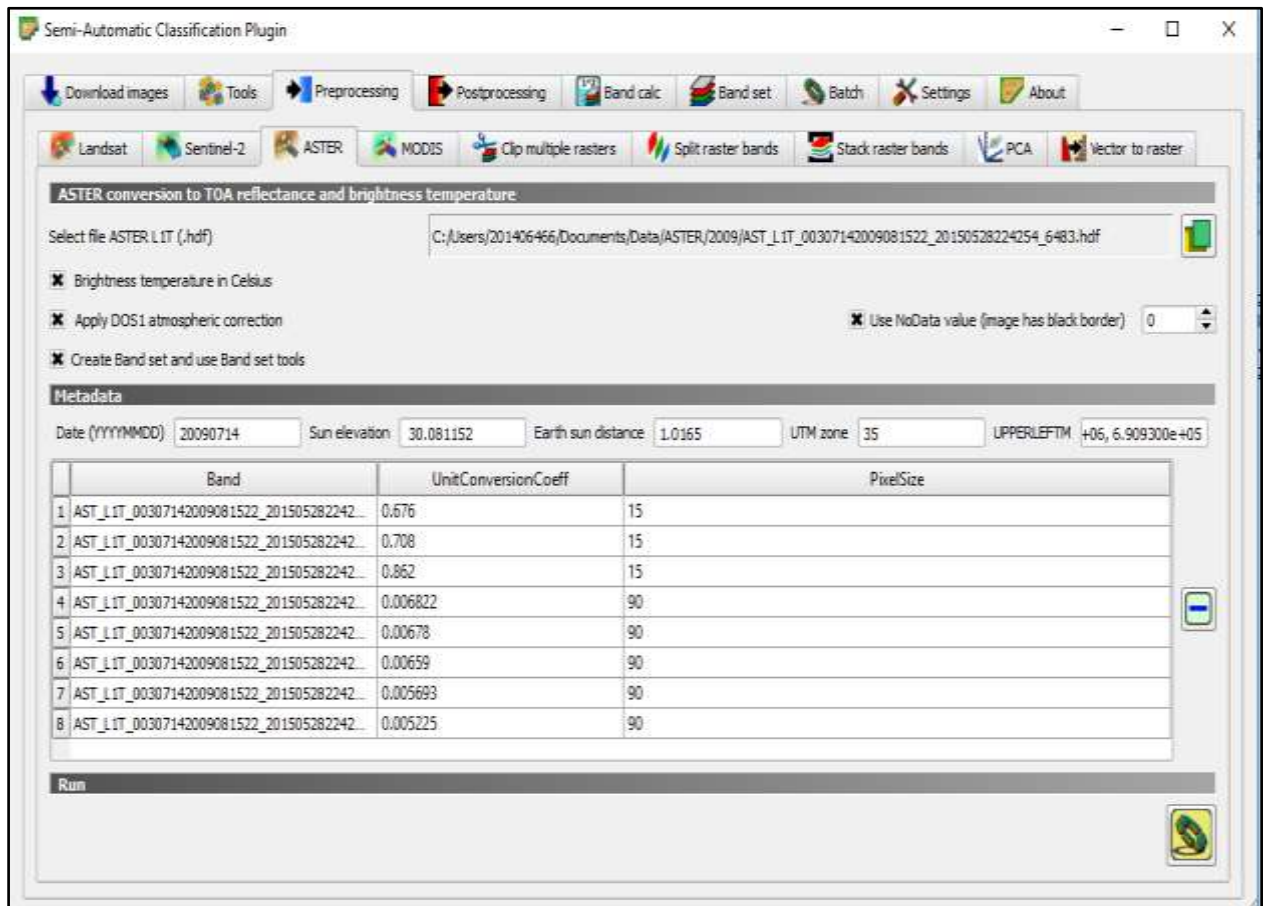 Semi-Automatic Classification Plugin
Download images Tools Preprocessing Postprocessing Band calc Band set Batch Settings About
Landsat Sentinel-2 ASTER MODIS Clip multiple rasters Split raster bands Stack raster bands PCA Vector to raster
ASTER conversion to TOA reflectance and brightness temperature
Select file ASTER L1T (.hdf) C:/Users/201406466/Documents/Data/ASTER/2009/AST_L1T_00307142009081522_20150528224254_6483.hdf
Brightness temperature in Celsius
Apply DOS1 atmospheric correction Use NoData value (image has black border) 0
Create Band set and use Band set tools
Metadata
Date (YYYYMMDD) 20090714 Sun elevation 30.081152 Earth sun distance 1.0165 UTM zone 35 UPPERLEFTM +06, 6.909300e+05
Band UnitConversionCoeff PixelSize
1 AST_L1T_00307142009081522_201505282242... 0.676 15
2 AST_L1T_00307142009081522_201505282242... 0.708 15
3 AST_L1T_00307142009081522_201505282242... 0.862 15
4 AST_L1T_00307142009081522_201505282242... 0.006822 90
5 AST_L1T_00307142009081522_201505282242... 0.00678 90
6 AST_L1T_00307142009081522_201505282242... 0.00659 90
7 AST_L1T_00307142009081522_201505282242... 0.005693 90
8 AST_L1T_00307142009081522_201505282242... 0.005225 90
Run